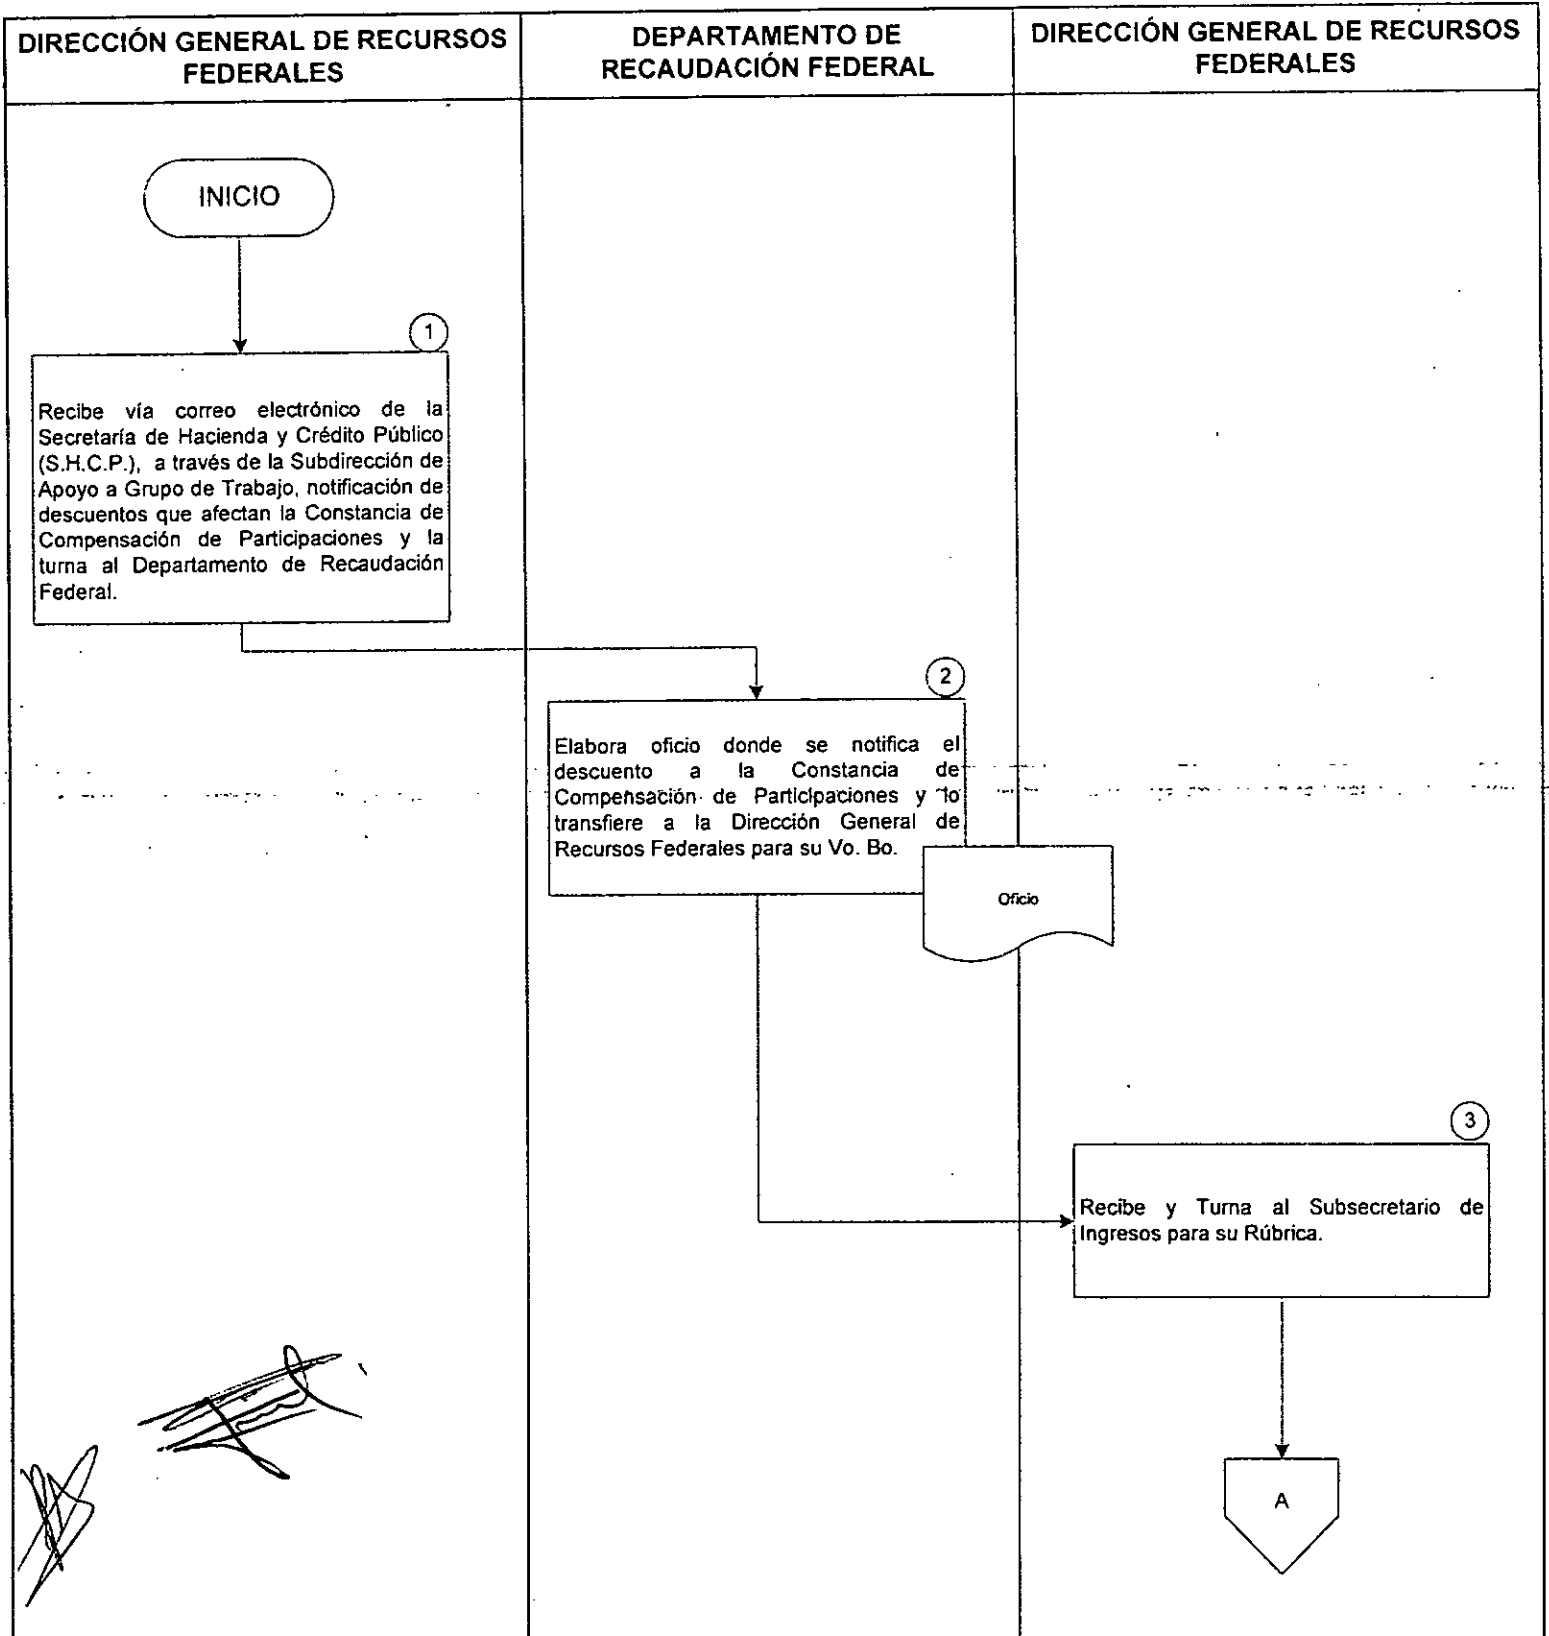 DIRECCIÓN GENERAL DE RECURSOS
FEDERALES
DEPARTAMENTO DE
RECAUDACIÓN FEDERAL
DIRECCIÓN GENERAL DE RECURSOS
FEDERALES
INICIO
1
Recibe vía correo electrónico de la
Secretaría de Hacienda y Crédito Público
(S.H.C.P.), a través de la Subdirección de
Apoyo a Grupo de Trabajo, notificación de
descuentos que afectan la Constancia de
Compensación de Participaciones y la
turna al Departamento de Recaudación
Federal.
2
Elabora oficio donde se notifica el
descuento a la Constancia de
Compensación de Participaciones y lo
transfiere a la Dirección General de
Recursos Federales para su Vo. Bo.
Oficio
3
Recibe y Turna al Subsecretario de
Ingresos para su Rúbrica.
A